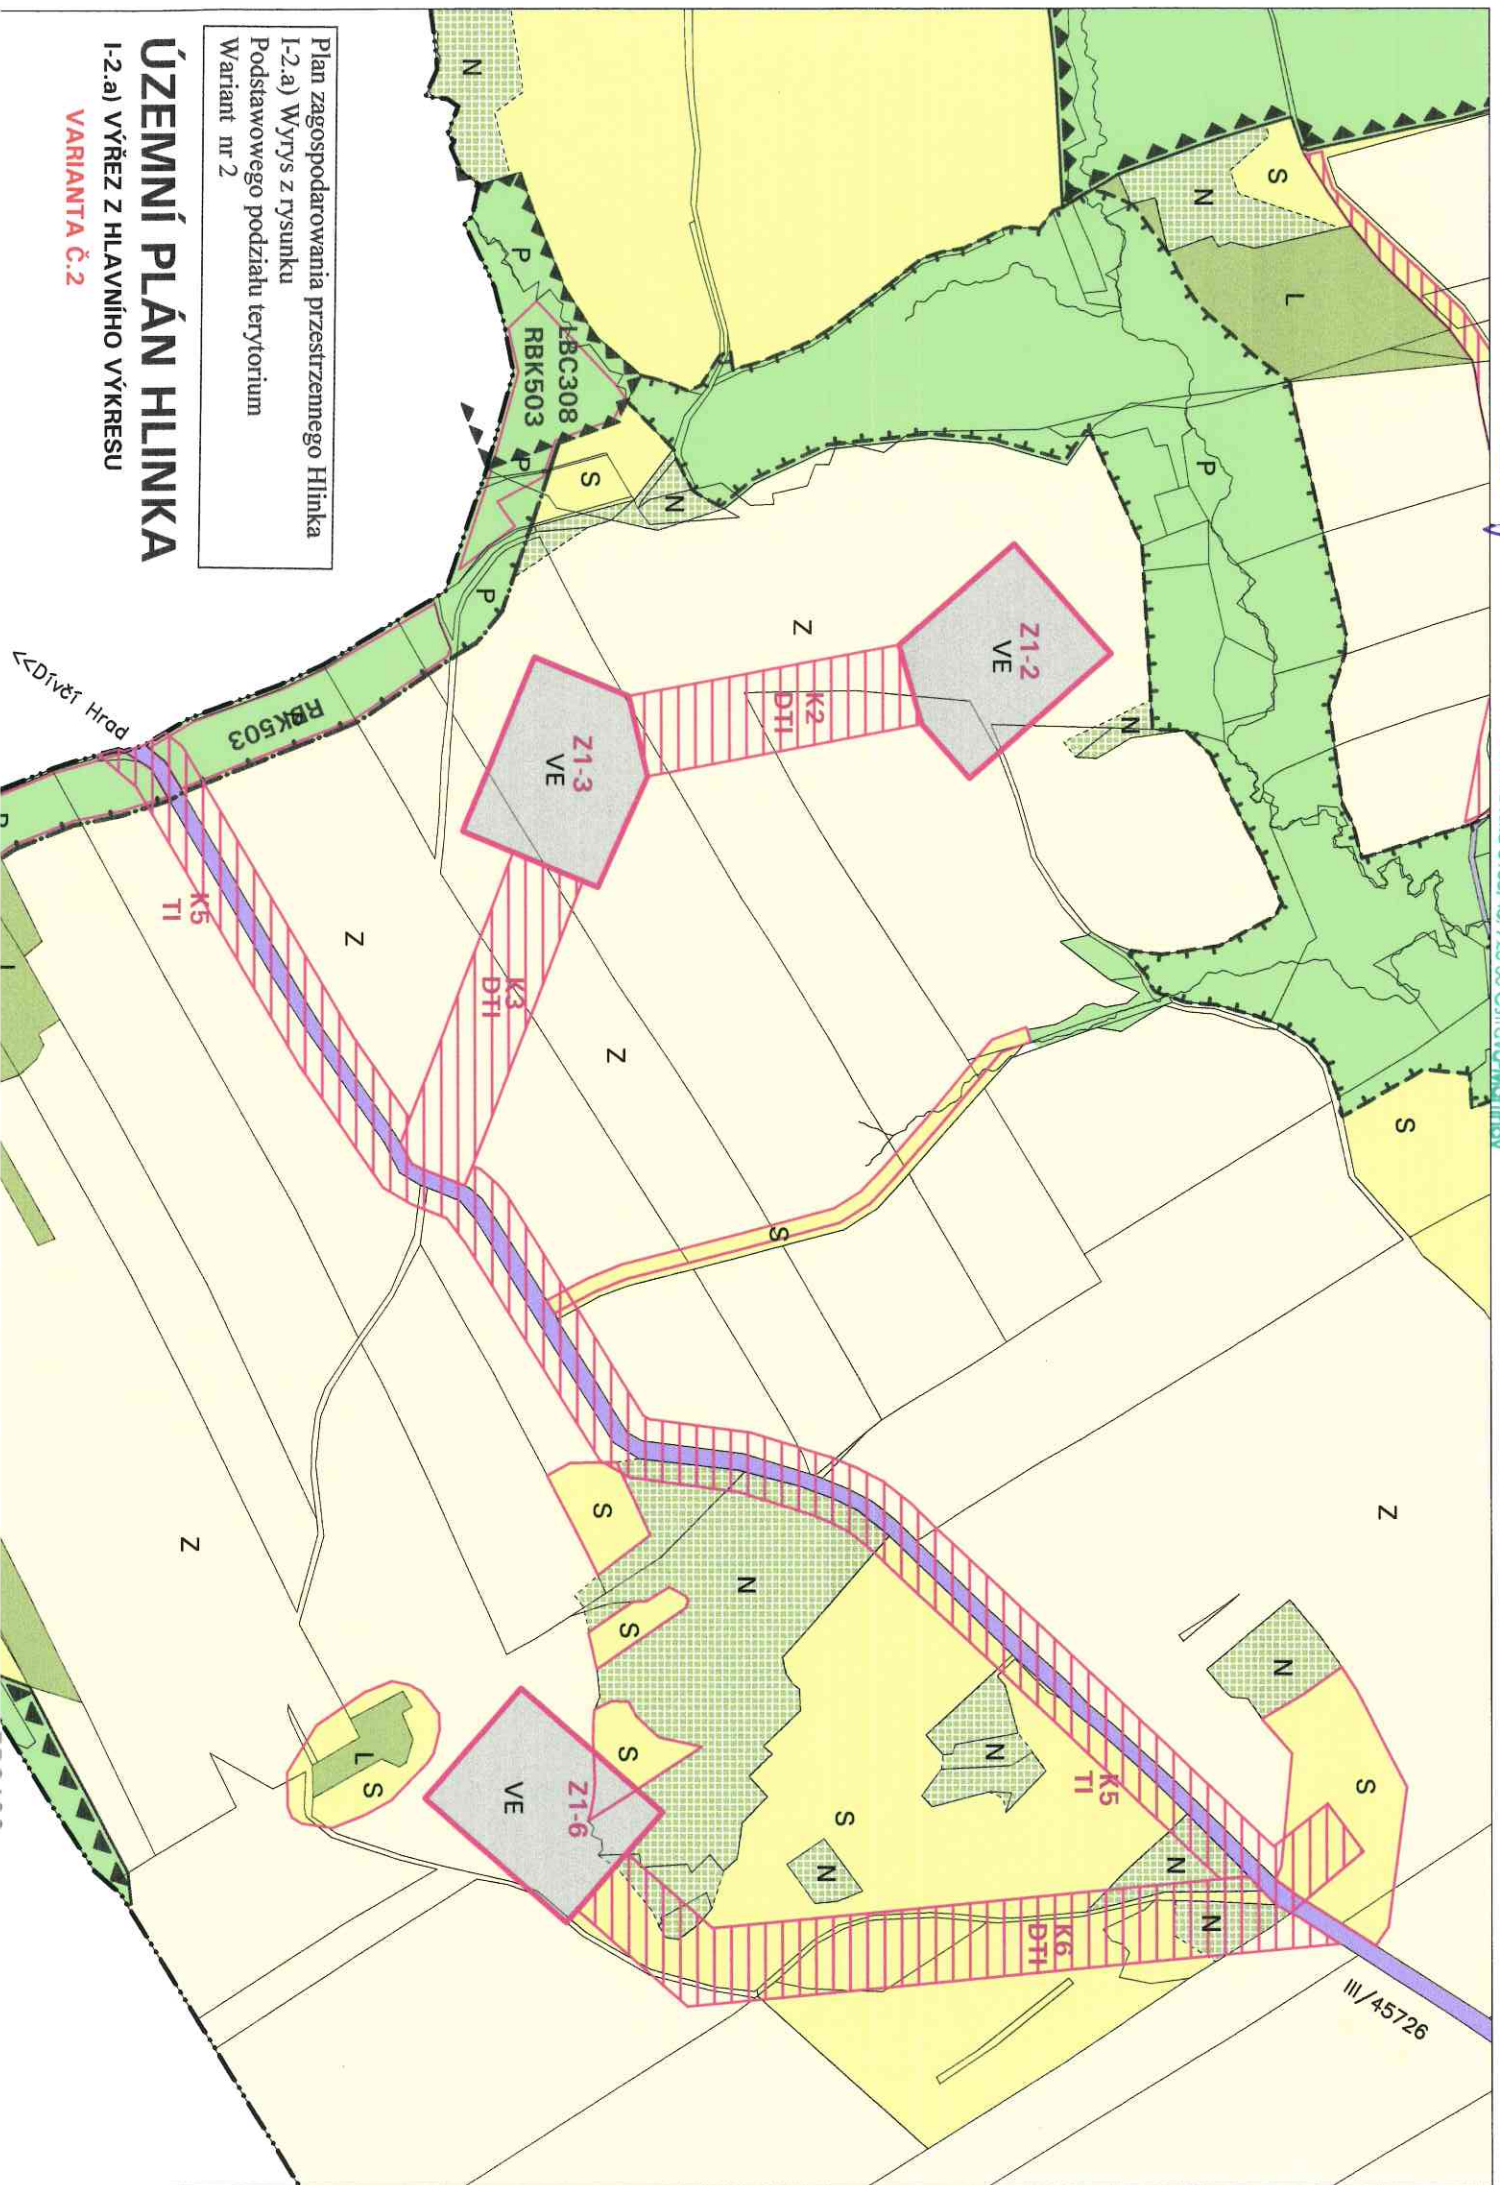 ÚZEMNÍ PLÁN HLINKA
I-2.a) VÝŘEZ Z HLAVNÍHO VÝKRESU
VARIANTA Č.2
Plan zagospodarowania przestrzennego Hlinka
I-2.a) Wyrys z rysunku
Podstawowego podziału terytorium
Wariant nr 2
N
S
N
L
P
P
LBC308
RBK503
P
S
N
P
Z
Z1-2
VE
N
K2
DTI
Z1-3
VE
RBK503
<<Dívčí Hrad
K5
TI
Z
K3
DTI
Z
S
S
Z
S
N
S
S
Z
L
S
Z1-6
VE
N
S
N
N
S
K5
TI
N
N
K6
DTI
III/45726